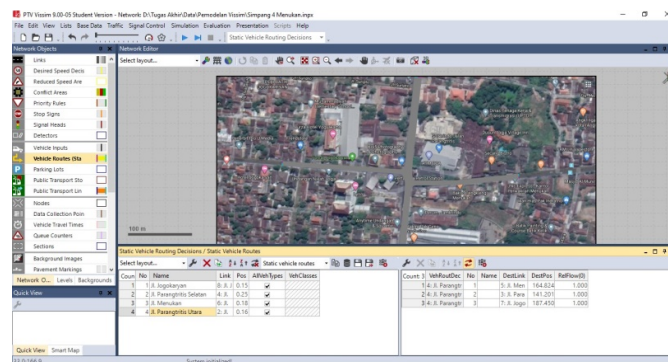 PTV Vissim 9.00-05 Student Version - Network: D:\Tugas Akhir\Data\Pemodelan Vissim\Simpang 4 Menukan.inpx
File Edit View Lists Base Data Traffic Signal Control Simulation Evaluation Presentation Scripts Help
Static Vehicle Routing Decisions
Network Objects
Network Editor
Select layout...
Links
Desired Speed Decis
Reduced Speed Are
Conflict Areas
Priority Rules
Stop Signs
Signal Heads
Detectors
Vehicle Inputs
Vehicle Routes (Sta
Parking Lots
Public Transport Sto
Public Transport Lin
Nodes
Data Collection Poin
Vehicle Travel Times
Queue Counters
Sections
Background Images
Pavement Markings
Network O... Levels Backgrounds
Quick View
Quick View Smart Map
100 m
Static Vehicle Routing Decisions / Static Vehicle Routes
Select layout... Static vehicle routes
Coun No Name Link Pos AllVehTypes VehClasses
1 1 Jl. Jogokaryan 8: Jl. J 0.15
2 2 Jl. Parangtritis Selatan 4: Jl. 0.25
3 3 Jl. Menukan 6: Jl. 0.18
4 4 Jl. Parangtritis Utara 2: Jl. 0.16
Count: 3 VehRoutDec No Name DestLink DestPos RelFlow(0)
1 4: Jl. Parangtr 1 5: Jl. Men 164.824 1.000
2 4: Jl. Parangtr 2 3: Jl. Para 141.201 1.000
3 4: Jl. Parangtr 3 7: Jl. Jogo 187.450 1.000
System initialized